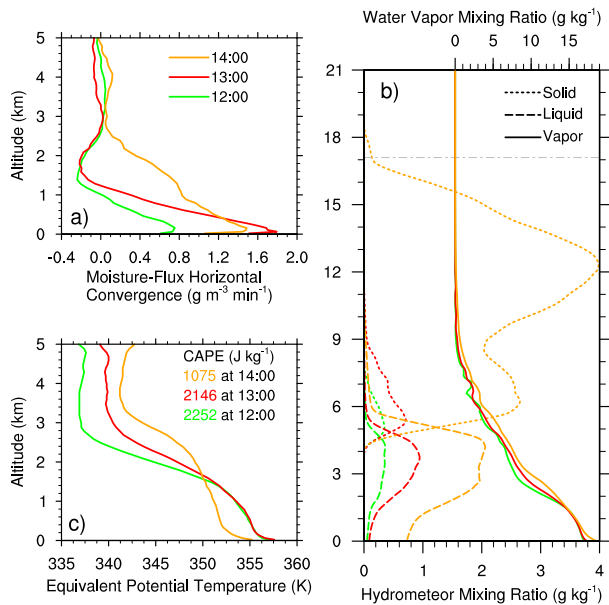 5
4
3
2
1
0
Altitude (km)
14:00
13:00
12:00
a)
-0.4 0.0 0.4 0.8 1.2 1.6 2.0
Moisture-Flux Horizontal
Convergence (g m⁻³ min⁻¹)
5
4
3
2
1
0
Altitude (km)
CAPE (J kg⁻¹)
1075 at 14:00
2146 at 13:00
2252 at 12:00
c)
335 340 345 350 355 360
Equivalent Potential Temperature (K)
Water Vapor Mixing Ratio (g kg⁻¹)
0 5 10 15
21
18
15
12
9
6
3
0
Altitude (km)
b)
Solid
Liquid
Vapor
0 1 2 3 4
Hydrometeor Mixing Ratio (g kg⁻¹)